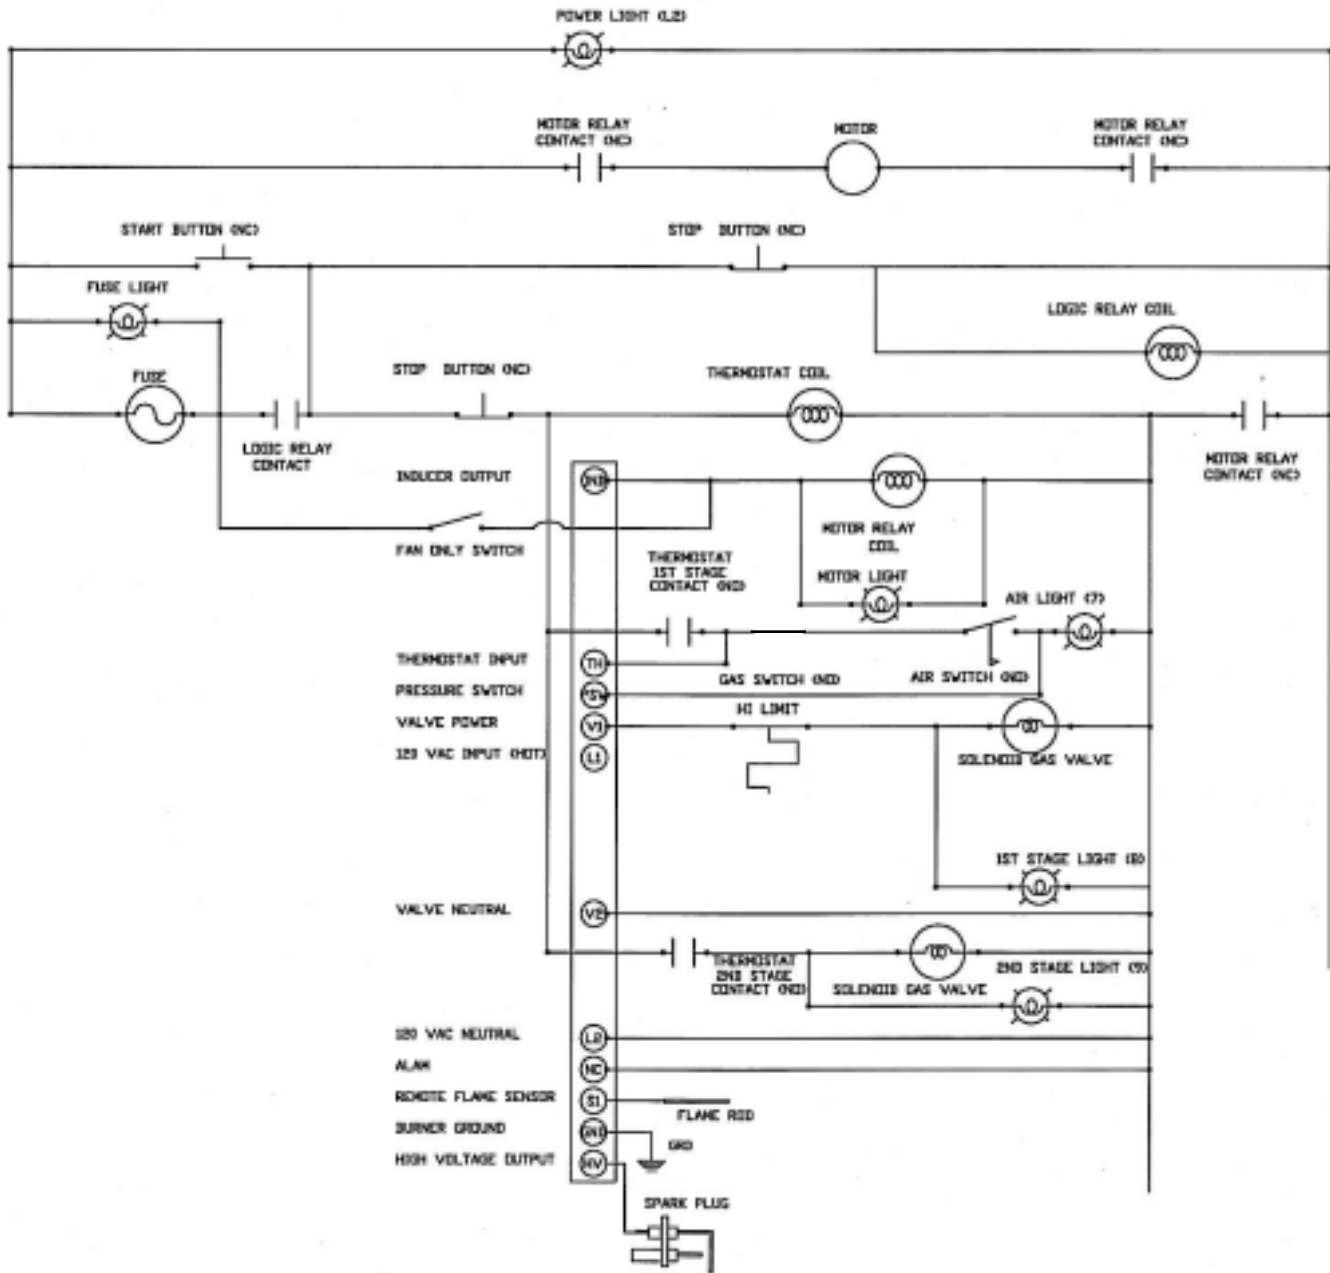 POWER LIGHT (L2)
MOTOR RELAY
CONTACT (NC)
MOTOR
MOTOR RELAY
CONTACT (NC)
START BUTTON (NC)
STOP BUTTON (NC)
FUSE LIGHT
LOGIC RELAY COIL
FUSE
STOP BUTTON (NC)
THERMOSTAT COIL
LOGIC RELAY
CONTACT
MOTOR RELAY
CONTACT (NC)
INDUCER OUTPUT
IND
MOTOR RELAY
COIL
FAN ONLY SWITCH
THERMOSTAT
1ST STAGE
CONTACT (NO)
MOTOR LIGHT
AIR LIGHT (7)
THERMOSTAT INPUT
TH
GAS SWITCH (NO)
AIR SWITCH (NO)
PRESSURE SWITCH
PSW
HI LIMIT
VALVE POWER
V1
120 VAC INPUT (HOT)
L1
SOLENOID GAS VALVE
1ST STAGE LIGHT (8)
VALVE NEUTRAL
V2
THERMOSTAT
2ND STAGE
CONTACT (NO)
SOLENOID GAS VALVE
2ND STAGE LIGHT (9)
120 VAC NEUTRAL
L2
ALAM
NC
REMOTE FLAME SENSOR
S1
FLAME ROD
BURNER GROUND
GND
GRD
HIGH VOLTAGE OUTPUT
HV
SPARK PLUG